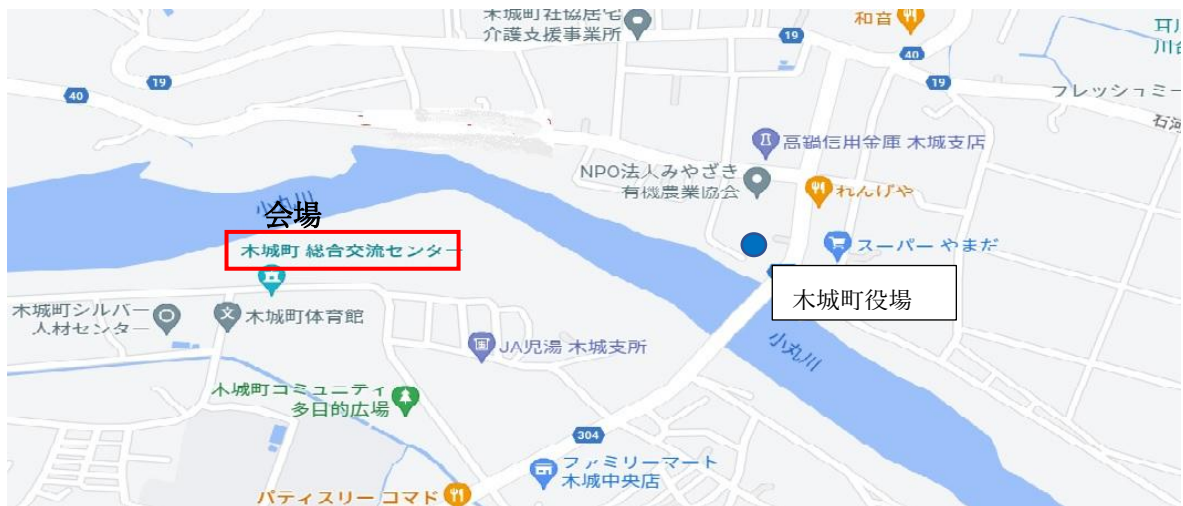 木城町社協居宅
介護支援事業所
和音
19
40
19
フレッシュミー
40
19
石河
高鍋信用金庫 木城支店
NPO法人みやざき
有機農業協会
れんげや
小丸川
会場
木城町 総合交流センター
スーパー やまだ
木城町役場
木城町シルバー
人材センター
木城町体育館
JA児湯 木城支所
小丸川
木城町コミュニティ
多目的広場
304
ファミリーマート
木城中央店
パティスリー コマド